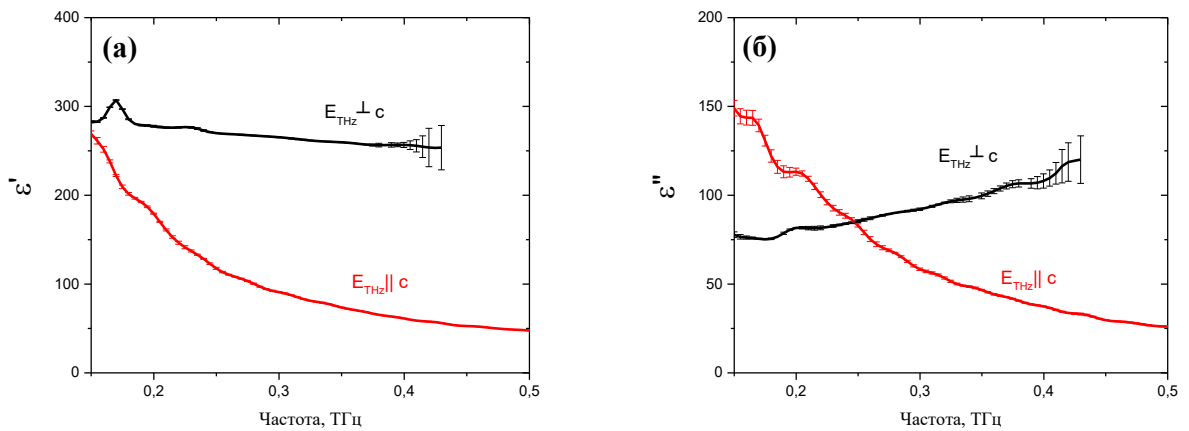 (а)
400
300
200
100
0
ε'
E_THz ⊥ c
E_THz || c
0,2
0,3
0,4
0,5
Частота, ТГц
(б)
200
150
100
50
0
ε"
E_THz ⊥ c
E_THz || c
0,2
0,3
0,4
0,5
Частота, ТГц